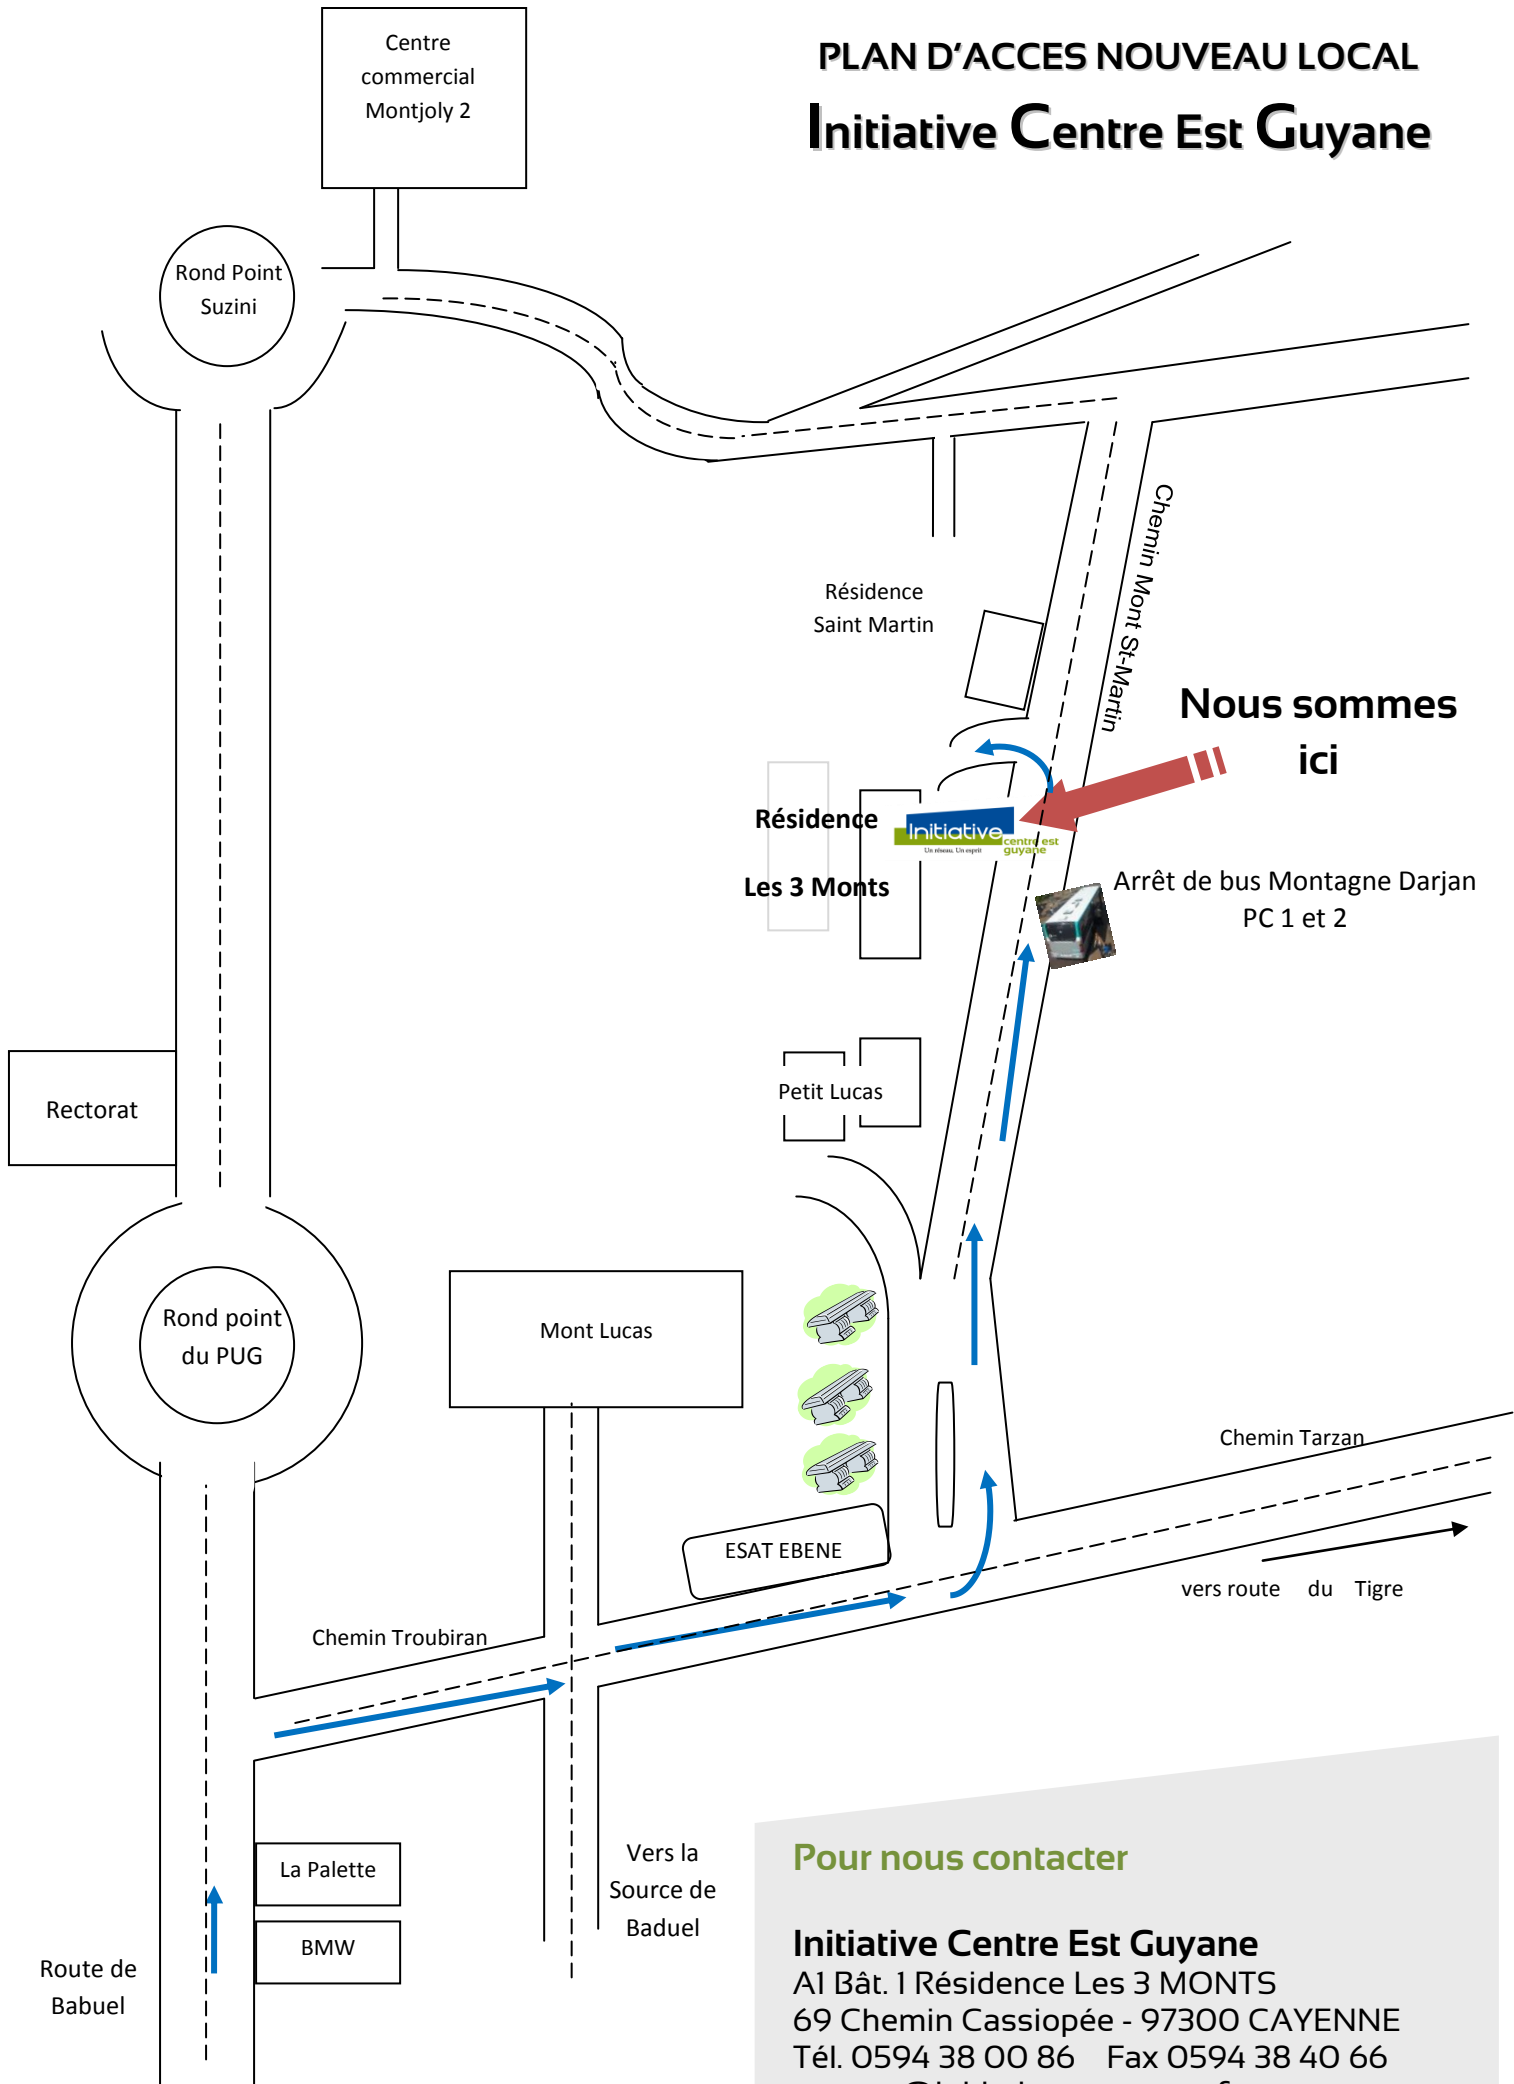 PLAN D'ACCES NOUVEAU LOCAL
Initiative Centre Est Guyane
Centre
commercial
Montjoly 2
Rond Point
Suzini
Chemin Mont St-Martin
Résidence
Saint Martin
Nous sommes
ici
Résidence
Les 3 Monts
Initiative
centre est
guyane
Un réseau, Un esprit
Arrêt de bus Montagne Darjan
PC 1 et 2
Petit Lucas
Rectorat
Rond point
du PUG
Mont Lucas
Chemin Tarzan
ESAT EBENE
vers route du Tigre
Chemin Troubiran
La Palette
BMW
Vers la
Source de
Baduel
Route de
Babuel
Pour nous contacter
Initiative Centre Est Guyane
A1 Bât. 1 Résidence Les 3 MONTS
69 Chemin Cassiopée - 97300 CAYENNE
Tél. 0594 38 00 86 Fax 0594 38 40 66